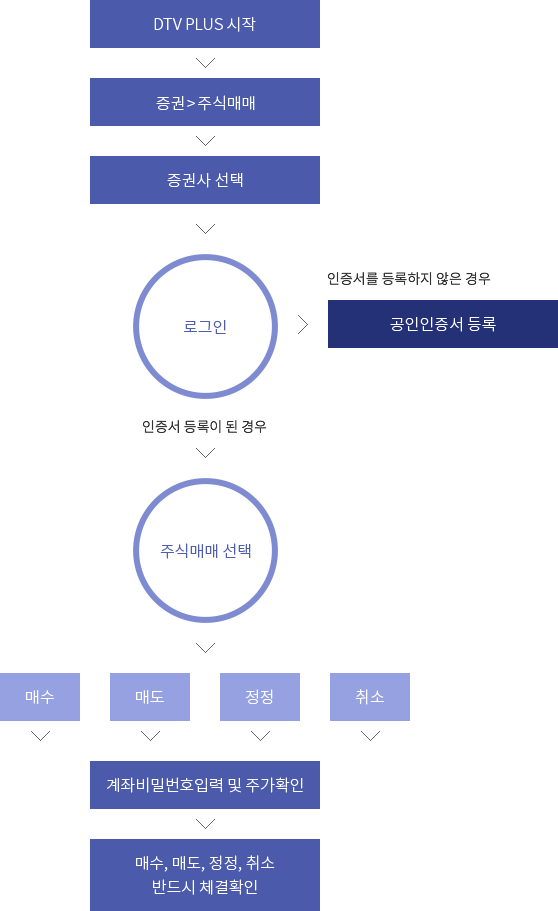 DTV PLUS 시작
증권>주식매매
증권사 선택
인증서를 등록하지 않은 경우
로그인
공인인증서 등록
인증서 등록이 된 경우
주식매매 선택
매수
매도
정정
취소
계좌비밀번호입력 및 주가확인
매수, 매도, 정정, 취소
반드시 체결확인